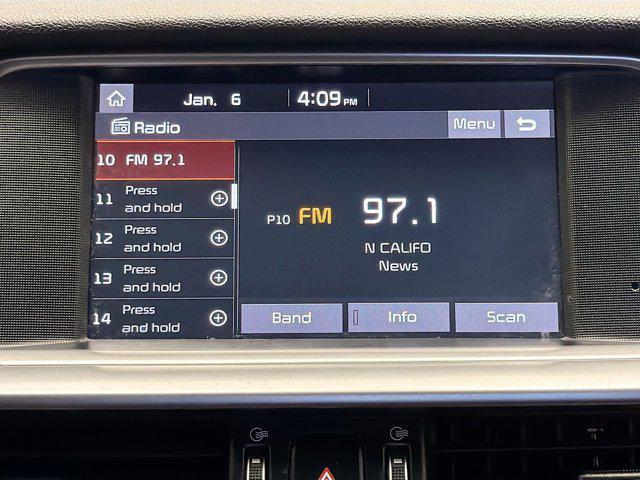 Jan. 6 4:09 PM
Radio Menu
10 FM 97.1
11 Press and hold
12 Press and hold
13 Press and hold
14 Press and hold
P10 FM 97.1
N CALIFO
News
Band Info Scan